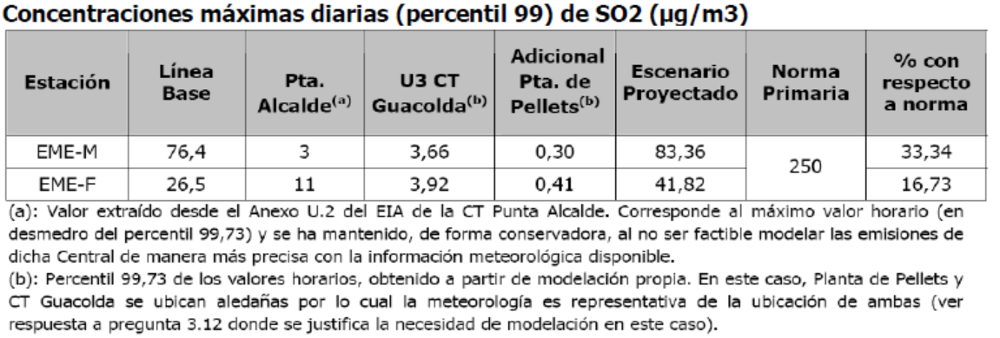 Concentraciones máximas diarias (percentil 99) de SO2 (µg/m3)
Estación | Línea Base | Pta. Alcalde(a) | U3 CT Guacolda(b) | Adicional Pta. de Pellets(b) | Escenario Proyectado | Norma Primaria | % con respecto a norma
EME-M | 76,4 | 3 | 3,66 | 0,30 | 83,36 | 250 | 33,34
EME-F | 26,5 | 11 | 3,92 | 0,41 | 41,82 | 16,73
(a): Valor extraído desde el Anexo U.2 del EIA de la CT Punta Alcalde. Corresponde al máximo valor horario (en
desmedro del percentil 99,73) y se ha mantenido, de forma conservadora, al no ser factible modelar las emisiones de
dicha Central de manera más precisa con la información meteorológica disponible.
(b): Percentil 99,73 de los valores horarios, obtenido a partir de modelación propia. En este caso, Planta de Pellets y
CT Guacolda se ubican aledañas por lo cual la meteorología es representativa de la ubicación de ambas (ver
respuesta a pregunta 3.12 donde se justifica la necesidad de modelación en este caso).